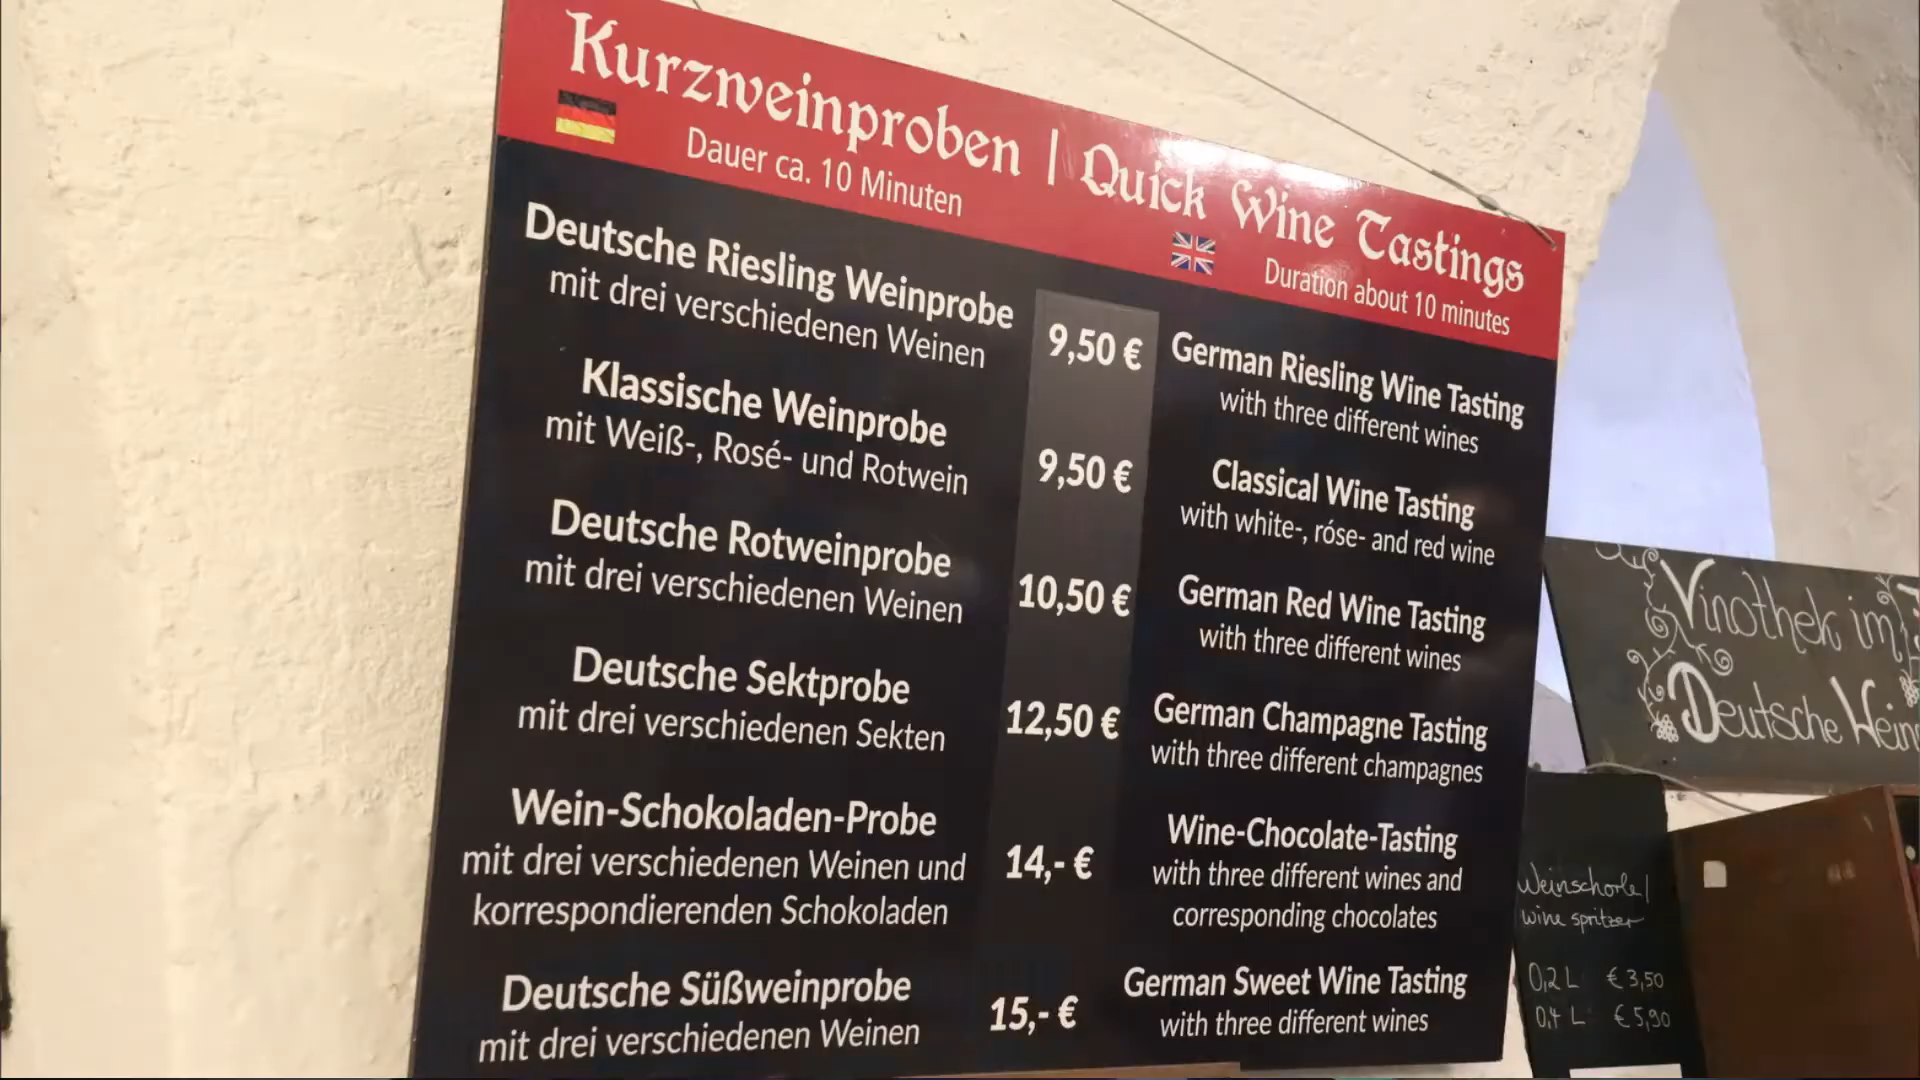 Kurzweinproben | Quick Wine Tastings
Dauer ca. 10 Minuten
Duration about 10 minutes
Deutsche Riesling Weinprobe
mit drei verschiedenen Weinen
9,50 €
German Riesling Wine Tasting
with three different wines
Klassische Weinprobe
mit Weiß-, Rosé- und Rotwein
9,50 €
Classical Wine Tasting
with white-, róse- and red wine
Deutsche Rotweinprobe
mit drei verschiedenen Weinen
10,50 €
German Red Wine Tasting
with three different wines
Deutsche Sektprobe
mit drei verschiedenen Sekten
12,50 €
German Champagne Tasting
with three different champagnes
Wein-Schokoladen-Probe
mit drei verschiedenen Weinen und
korrespondierenden Schokoladen
14,- €
Wine-Chocolate-Tasting
with three different wines and
corresponding chocolates
Deutsche Süßweinprobe
mit drei verschiedenen Weinen
15,- €
German Sweet Wine Tasting
with three different wines
Vinothek im
Deutsche Wein
Weinschorle/
wine spritzer
0,2 L € 3,50
0,4 L € 5,90